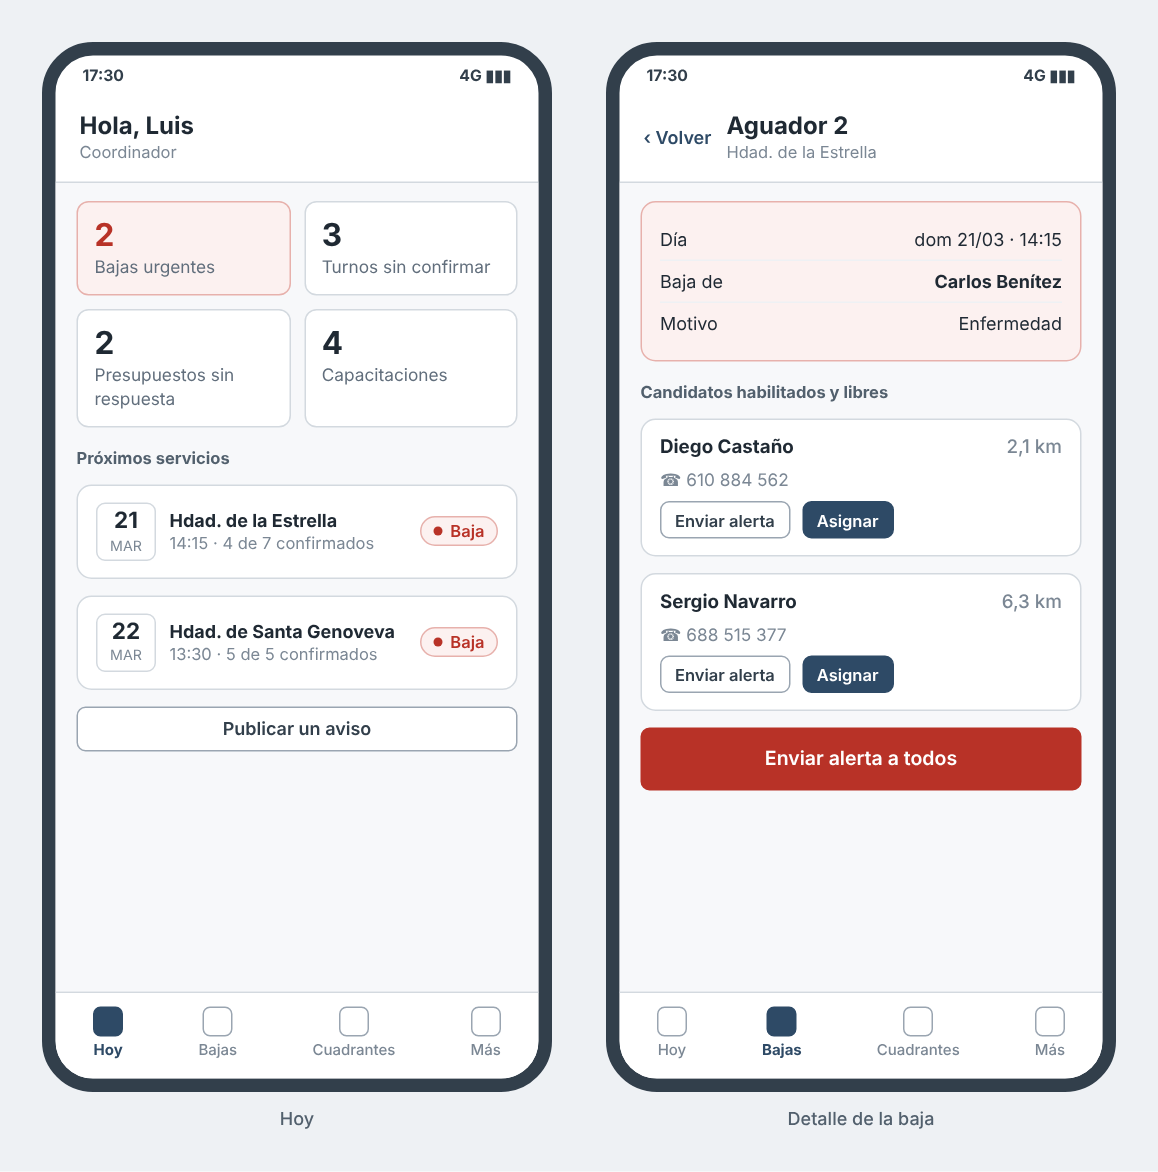 17:30
4G
Hola, Luis
Coordinador
2
Bajas urgentes
3
Turnos sin confirmar
2
Presupuestos sin
respuesta
4
Capacitaciones
Próximos servicios
21
MAR
Hdad. de la Estrella
14:15 · 4 de 7 confirmados
Baja
22
MAR
Hdad. de Santa Genoveva
13:30 · 5 de 5 confirmados
Baja
Publicar un aviso
Hoy
Bajas
Cuadrantes
Más
Hoy
17:30
4G
‹ Volver
Aguador 2
Hdad. de la Estrella
Día
dom 21/03 · 14:15
Baja de
Carlos Benítez
Motivo
Enfermedad
Candidatos habilitados y libres
Diego Castaño
2,1 km
☎ 610 884 562
Enviar alerta
Asignar
Sergio Navarro
6,3 km
☎ 688 515 377
Enviar alerta
Asignar
Enviar alerta a todos
Hoy
Bajas
Cuadrantes
Más
Detalle de la baja